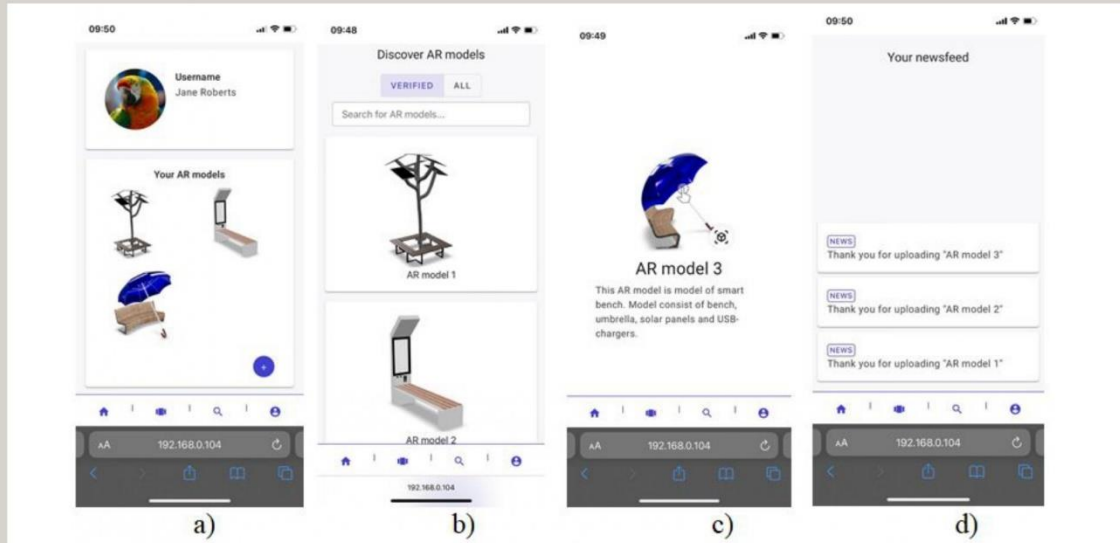 09:50
Username
Jane Roberts
Your AR models
+
AA 192.168.0.104
a)
09:48
Discover AR models
VERIFIED ALL
Search for AR models...
AR model 1
AR model 2
192.168.0.104
b)
09:49
AR model 3
This AR model is model of smart
bench. Model consist of bench,
umbrella, solar panels and USB-
chargers.
AA 192.168.0.104
c)
09:50
Your newsfeed
NEWS
Thank you for uploading "AR model 3"
NEWS
Thank you for uploading "AR model 2"
NEWS
Thank you for uploading "AR model 1"
AA 192.168.0.104
d)